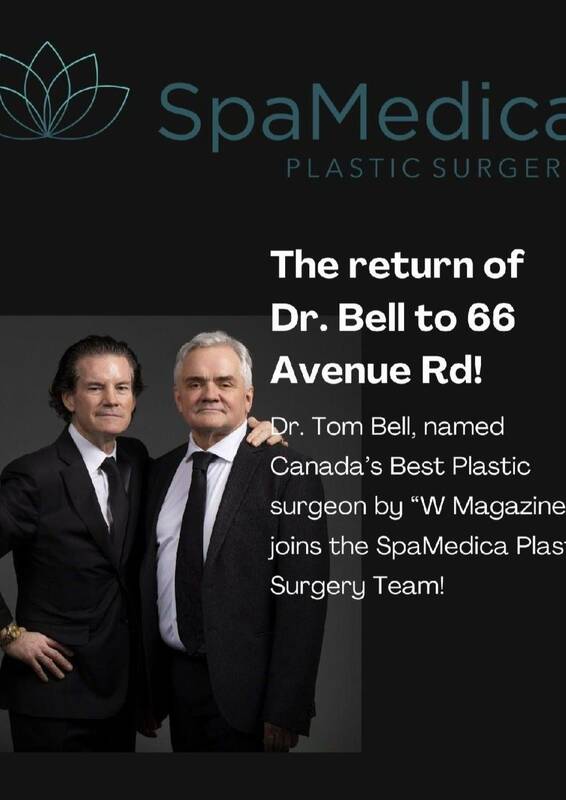 SpaMedica
PLASTIC SURGER
The return of
Dr. Bell to 66
Avenue Rd!
Dr. Tom Bell, named
Canada's Best Plastic
surgeon by “W Magazine
joins the SpaMedica Plast
Surgery Team!